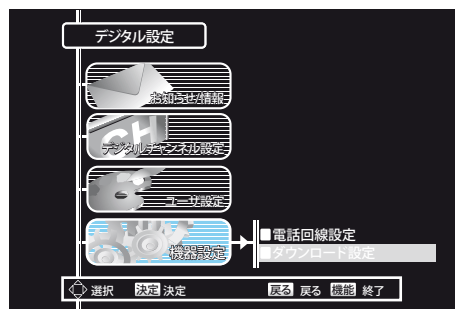 デジタル設定
お知らせ/情報
デジタルチャンネル設定
ユーザ設定
機器設定
■電話回線設定
■ダウンロード設定
選択 決定 決定 戻る 戻る 機能 終了